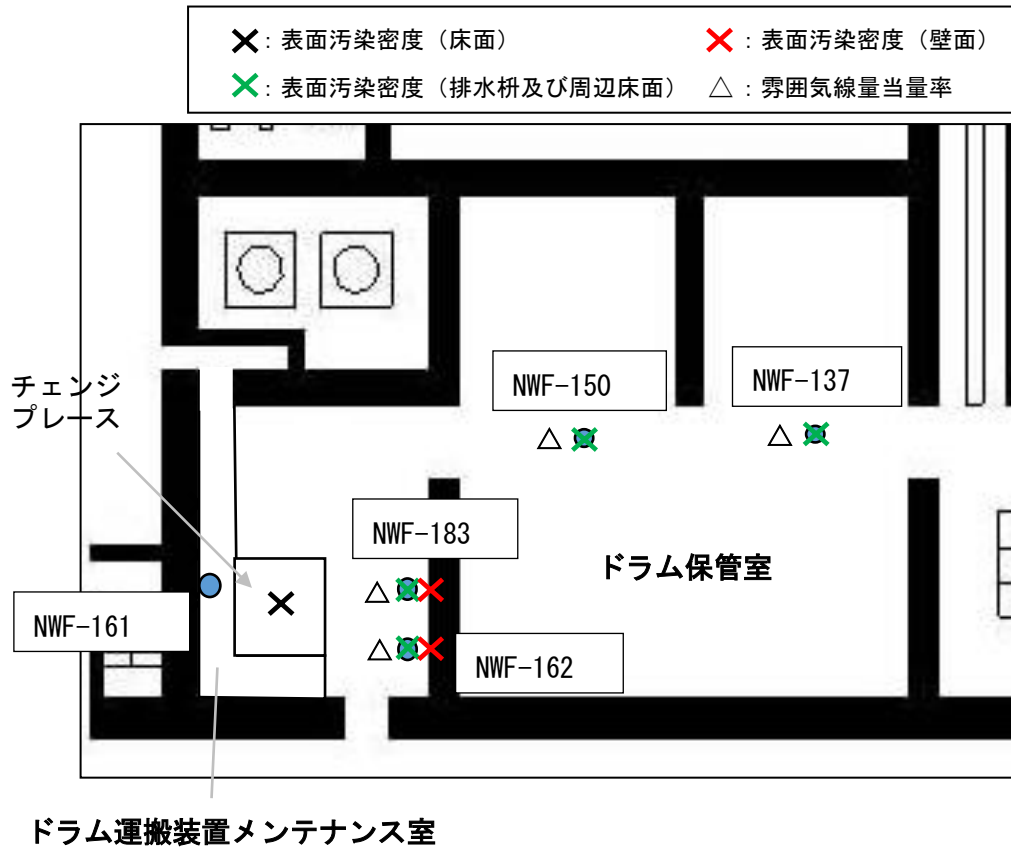 ×: 表面汚染密度（床面）
×: 表面汚染密度（壁面）
×: 表面汚染密度（排水枡及び周辺床面）
△: 雰囲気線量当量率
チェンジ
プレース
NWF-150
NWF-137
NWF-183
ドラム保管室
NWF-161
NWF-162
ドラム運搬装置メンテナンス室